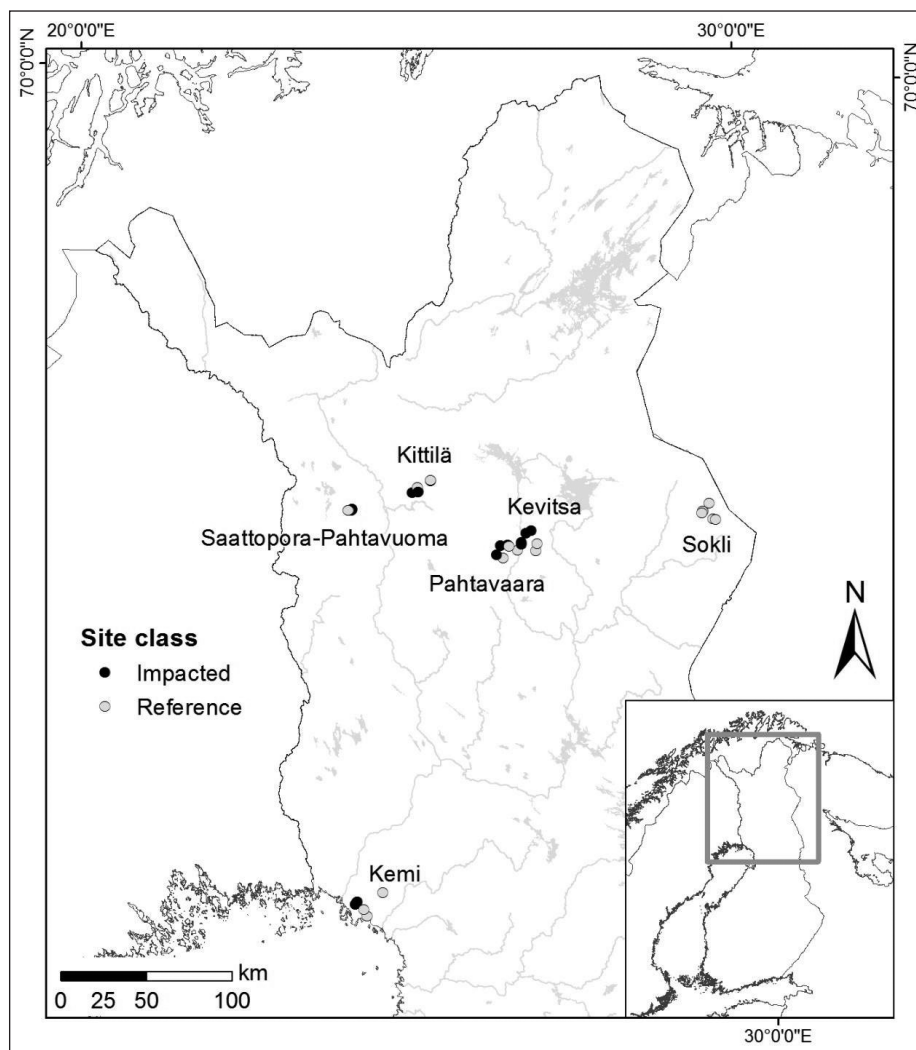 20°0'0"E
30°0'0"E
70°0'0"N
70°0'0"N
Kittilä
Kevitsa
Saattopora-Pahtavuoma
Sokli
Pahtavaara
N
Site class
Impacted
Reference
Kemi
km
0 25 50 100
30°0'0"E